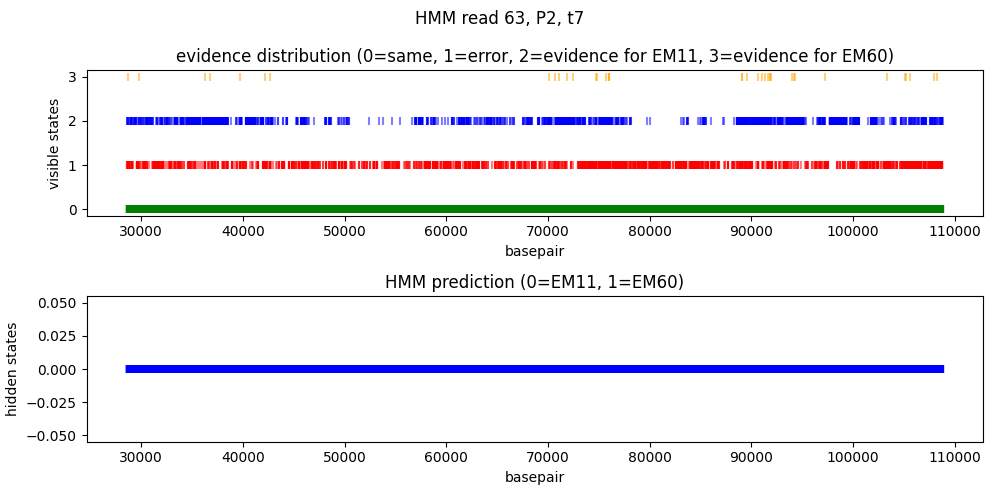 HMM read 63, P2, t7
evidence distribution (0=same, 1=error, 2=evidence for EM11, 3=evidence for EM60)
visible states
3
2
1
0
30000 40000 50000 60000 70000 80000 90000 100000 110000
basepair
HMM prediction (0=EM11, 1=EM60)
hidden states
0.050
0.025
0.000
−0.025
−0.050
30000 40000 50000 60000 70000 80000 90000 100000 110000
basepair